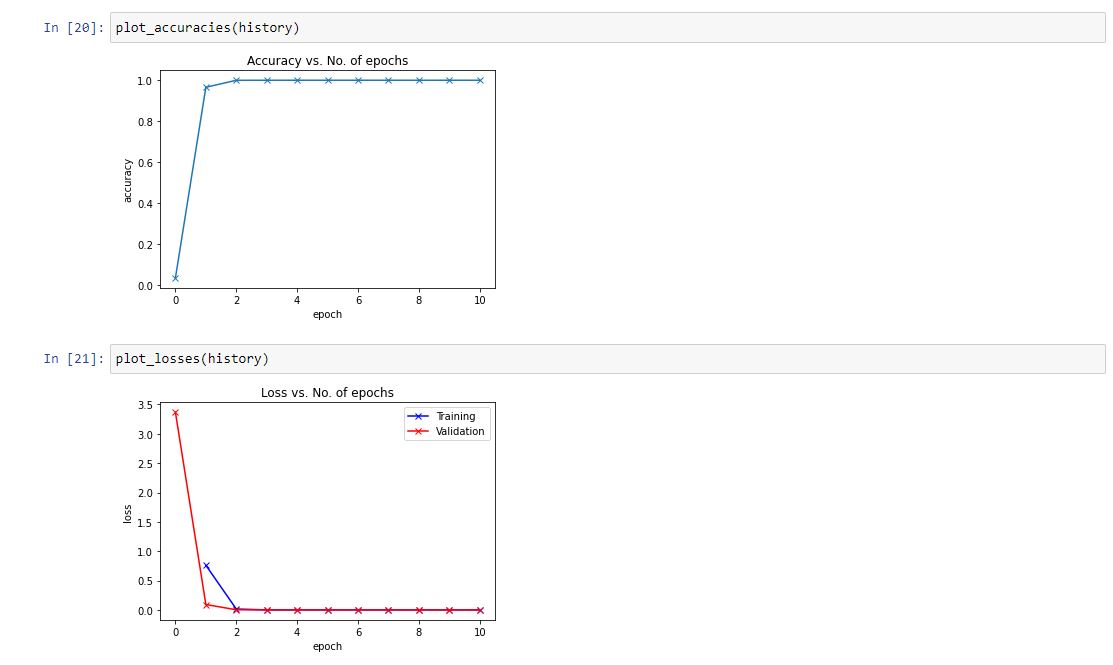 In [20]: plot_accuracies(history)
Accuracy vs. No. of epochs
1.0
0.8
0.6
0.4
0.2
0.0
accuracy
0 2 4 6 8 10
epoch
In [21]: plot_losses(history)
Loss vs. No. of epochs
3.5
3.0
2.5
2.0
1.5
1.0
0.5
0.0
loss
Training
Validation
0 2 4 6 8 10
epoch